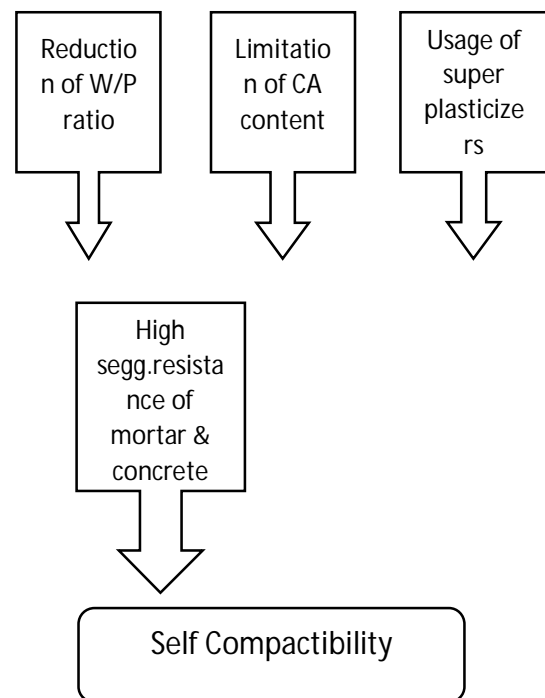 Reductio
n of W/P
ratio
Limitatio
n of CA
content
Usage of
super
plasticize
rs
High
segg.resista
nce of
mortar &
concrete
Self Compactibility